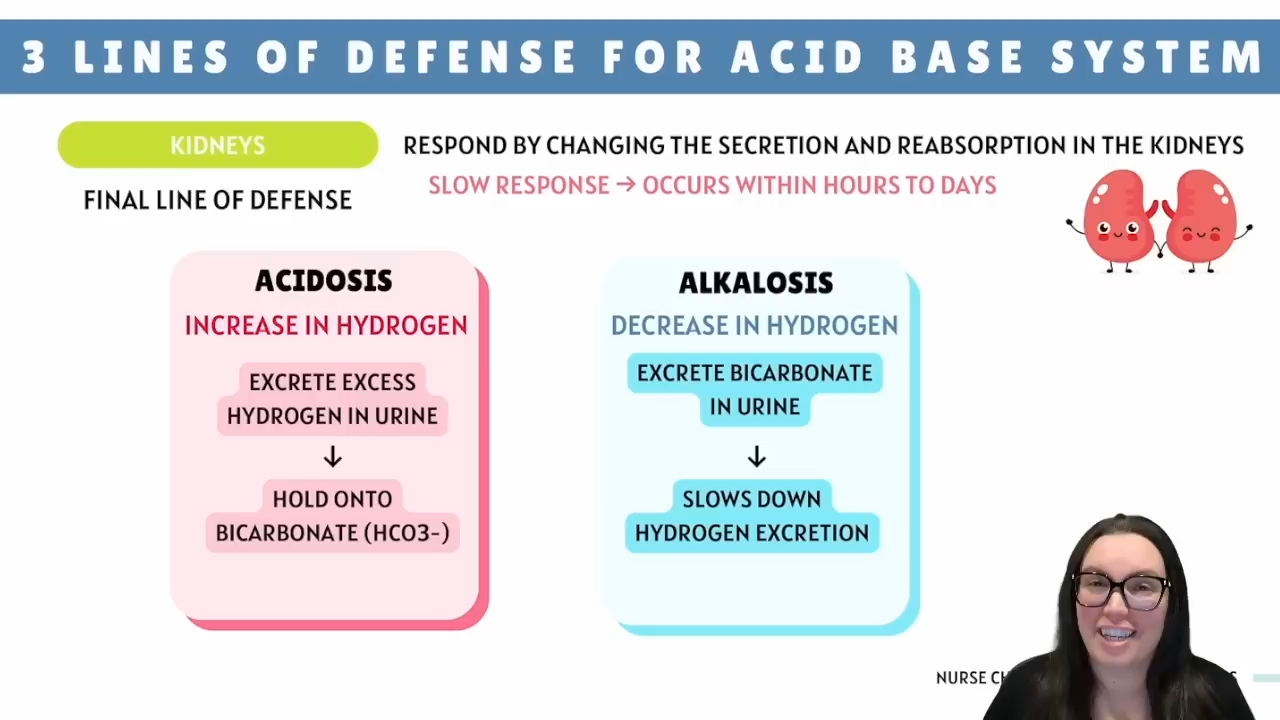 3 LINES OF DEFENSE FOR ACID BASE SYSTEM
KIDNEYS
RESPOND BY CHANGING THE SECRETION AND REABSORPTION IN THE KIDNEYS
SLOW RESPONSE → OCCURS WITHIN HOURS TO DAYS
FINAL LINE OF DEFENSE
ACIDOSIS
INCREASE IN HYDROGEN
EXCRETE EXCESS
HYDROGEN IN URINE
↓
HOLD ONTO
BICARBONATE (HCO3-)
ALKALOSIS
DECREASE IN HYDROGEN
EXCRETE BICARBONATE
IN URINE
↓
SLOWS DOWN
HYDROGEN EXCRETION
NURSE